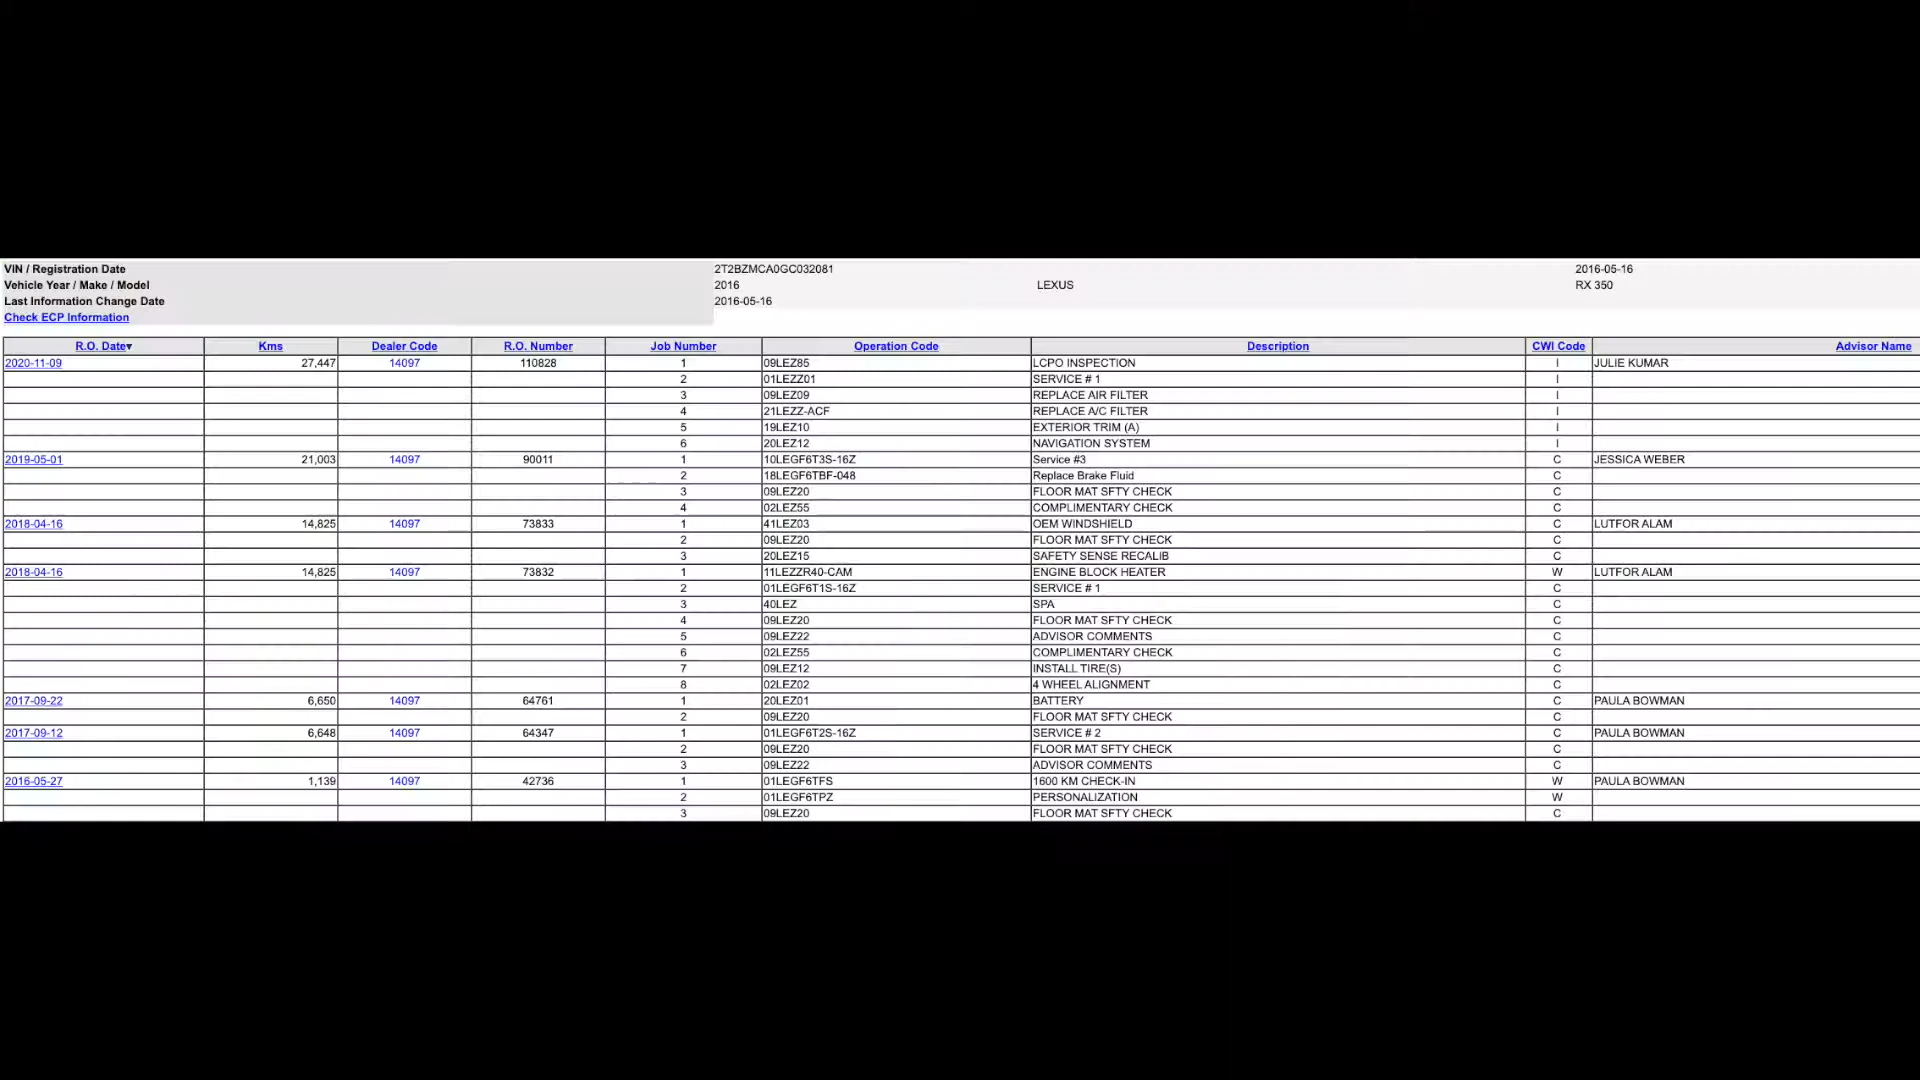 VIN / Registration Date 2T2BZMCA0GC032081 2016-05-16
Vehicle Year / Make / Model 2016 LEXUS RX 350
Last Information Change Date 2016-05-16
Check ECP Information
R.O. Date▾ Kms Dealer Code R.O. Number Job Number Operation Code Description CWI Code Advisor Name
2020-11-09 27,447 14097 110828 1 09LEZ85 LCPO INSPECTION I JULIE KUMAR
2 01LEZZ01 SERVICE # 1 I
3 09LEZ09 REPLACE AIR FILTER I
4 21LEZZ-ACF REPLACE A/C FILTER I
5 19LEZ10 EXTERIOR TRIM (A) I
6 20LEZ12 NAVIGATION SYSTEM I
2019-05-01 21,003 14097 90011 1 10LEGF6T3S-16Z Service #3 C JESSICA WEBER
2 18LEGF6TBF-048 Replace Brake Fluid C
3 09LEZ20 FLOOR MAT SFTY CHECK C
4 02LEZ55 COMPLIMENTARY CHECK C
2018-04-16 14,825 14097 73833 1 41LEZ03 OEM WINDSHIELD C LUTFOR ALAM
2 09LEZ20 FLOOR MAT SFTY CHECK C
3 20LEZ15 SAFETY SENSE RECALIB C
2018-04-16 14,825 14097 73832 1 11LEZZR40-CAM ENGINE BLOCK HEATER W LUTFOR ALAM
2 01LEGF6T1S-16Z SERVICE # 1 C
3 40LEZ SPA C
4 09LEZ20 FLOOR MAT SFTY CHECK C
5 09LEZ22 ADVISOR COMMENTS C
6 02LEZ55 COMPLIMENTARY CHECK C
7 09LEZ12 INSTALL TIRE(S) C
8 02LEZ02 4 WHEEL ALIGNMENT C
2017-09-22 6,650 14097 64761 1 20LEZ01 BATTERY C PAULA BOWMAN
2 09LEZ20 FLOOR MAT SFTY CHECK C
2017-09-12 6,648 14097 64347 1 01LEGF6T2S-16Z SERVICE # 2 C PAULA BOWMAN
2 09LEZ20 FLOOR MAT SFTY CHECK C
3 09LEZ22 ADVISOR COMMENTS C
2016-05-27 1,139 14097 42736 1 01LEGF6TFS 1600 KM CHECK-IN W PAULA BOWMAN
2 01LEGF6TPZ PERSONALIZATION W
3 09LEZ20 FLOOR MAT SFTY CHECK C